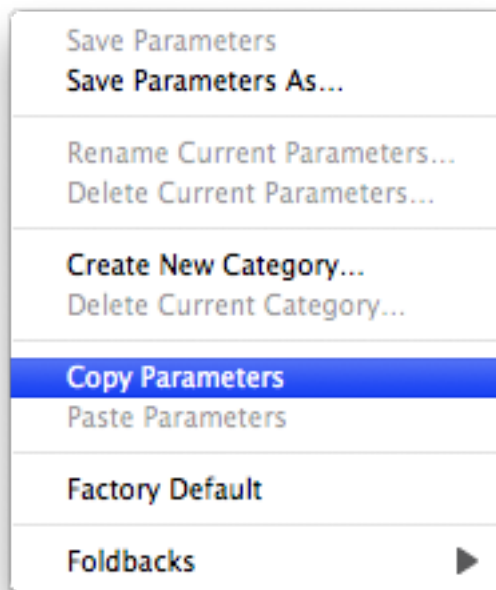 Save Parameters
Save Parameters As...
Rename Current Parameters...
Delete Current Parameters...
Create New Category...
Delete Current Category...
Copy Parameters
Paste Parameters
Factory Default
Foldbacks